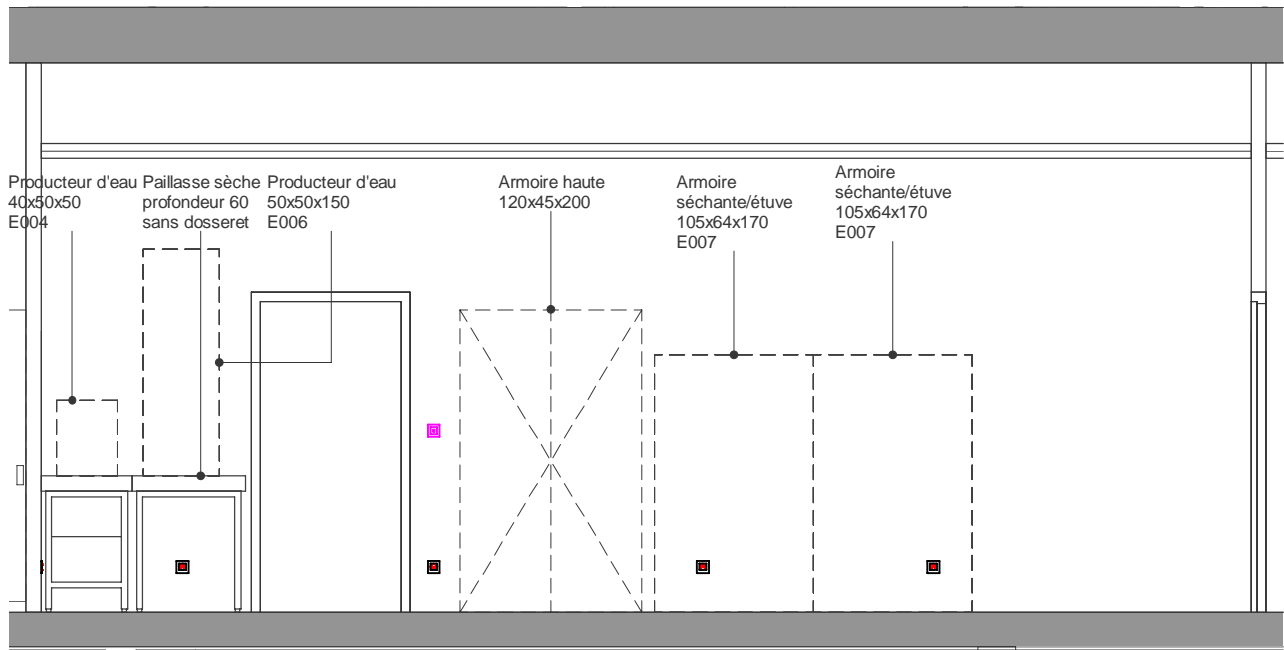 Producteur d'eau
40x50x50
E004
Paillasse sèche
profondeur 60
sans dosseret
Producteur d'eau
50x50x150
E006
Armoire haute
120x45x200
Armoire
séchante/étuve
105x64x170
E007
Armoire
séchante/étuve
105x64x170
E007